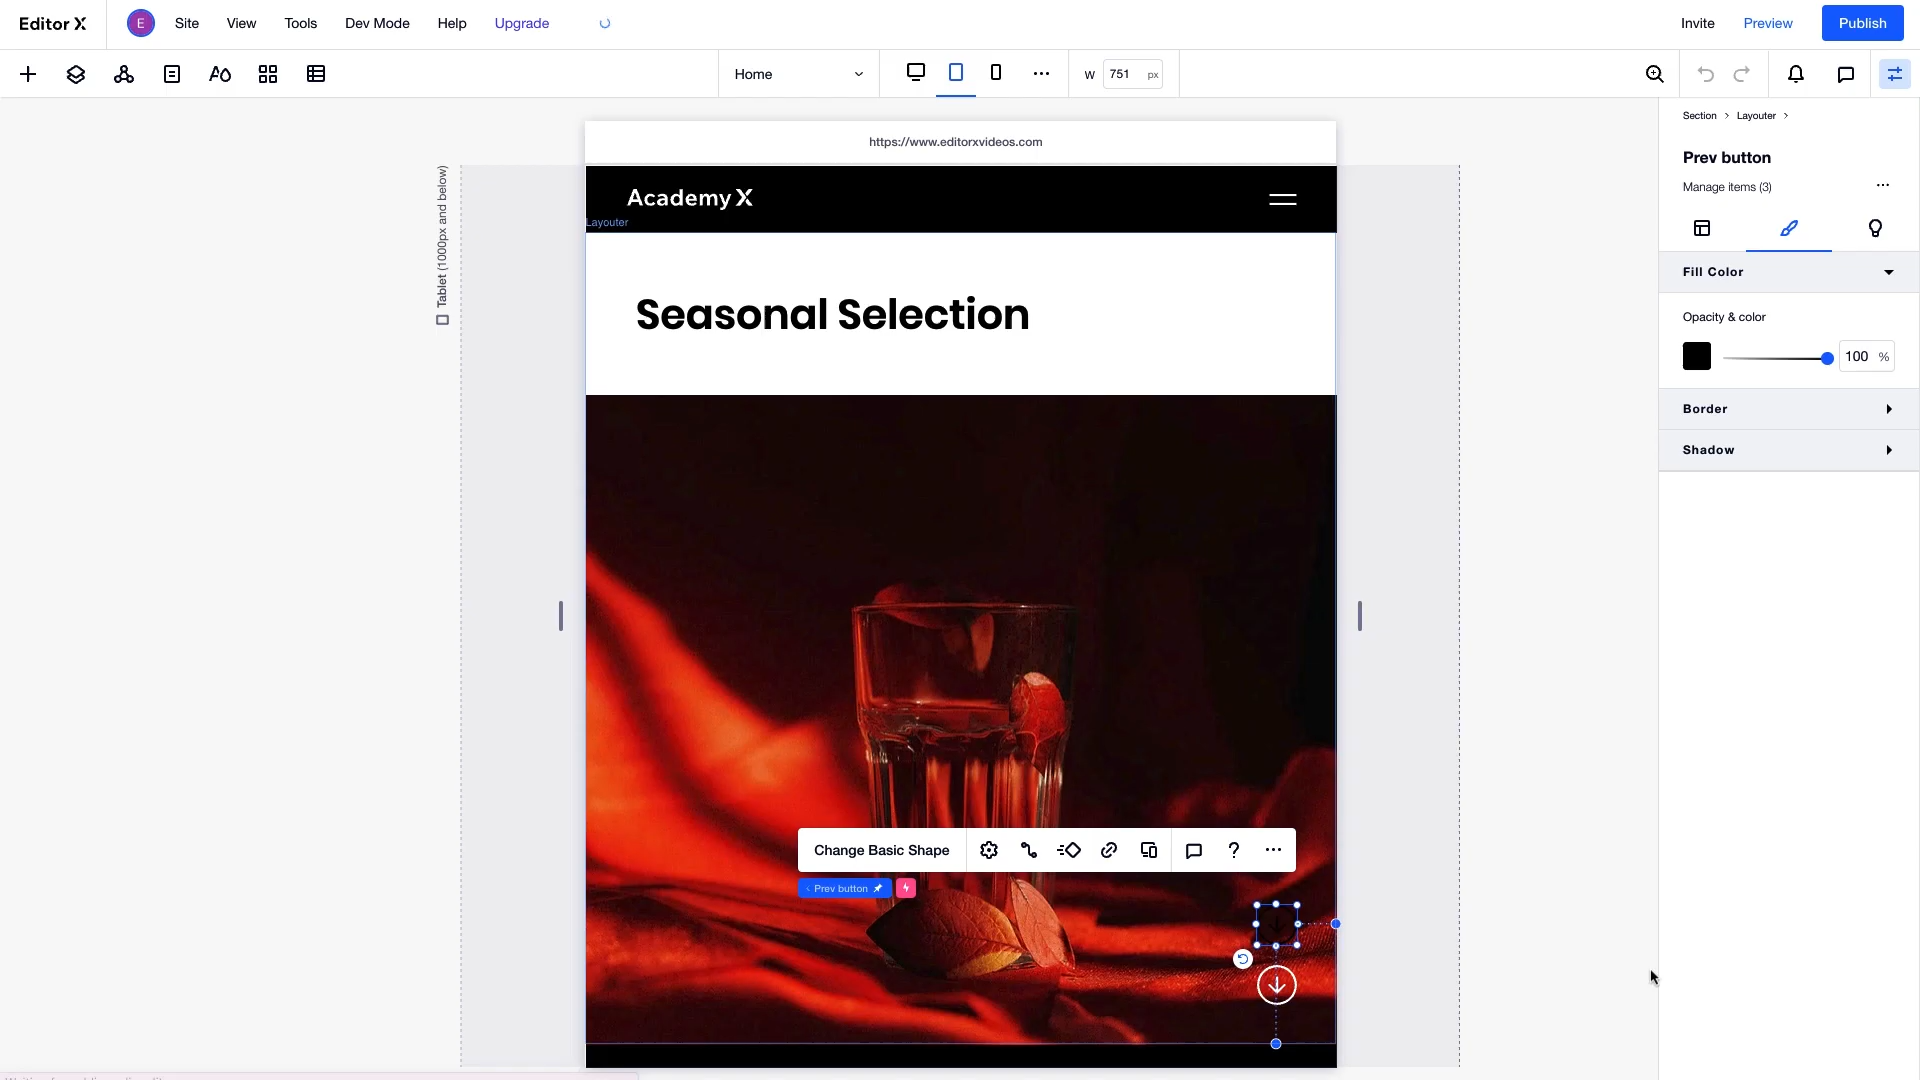 Editor X
E
Site
View
Tools
Dev Mode
Help
Upgrade
Invite
Preview
Publish
Home
W
751
px
Section > Layouter >
https://www.editorxvideos.com
Tablet (1000px and below)
Academy X
Layouter
Seasonal Selection
Prev button
Manage items (3)
Fill Color
Opacity & color
100 %
Border
Shadow
Change Basic Shape
?
Prev button